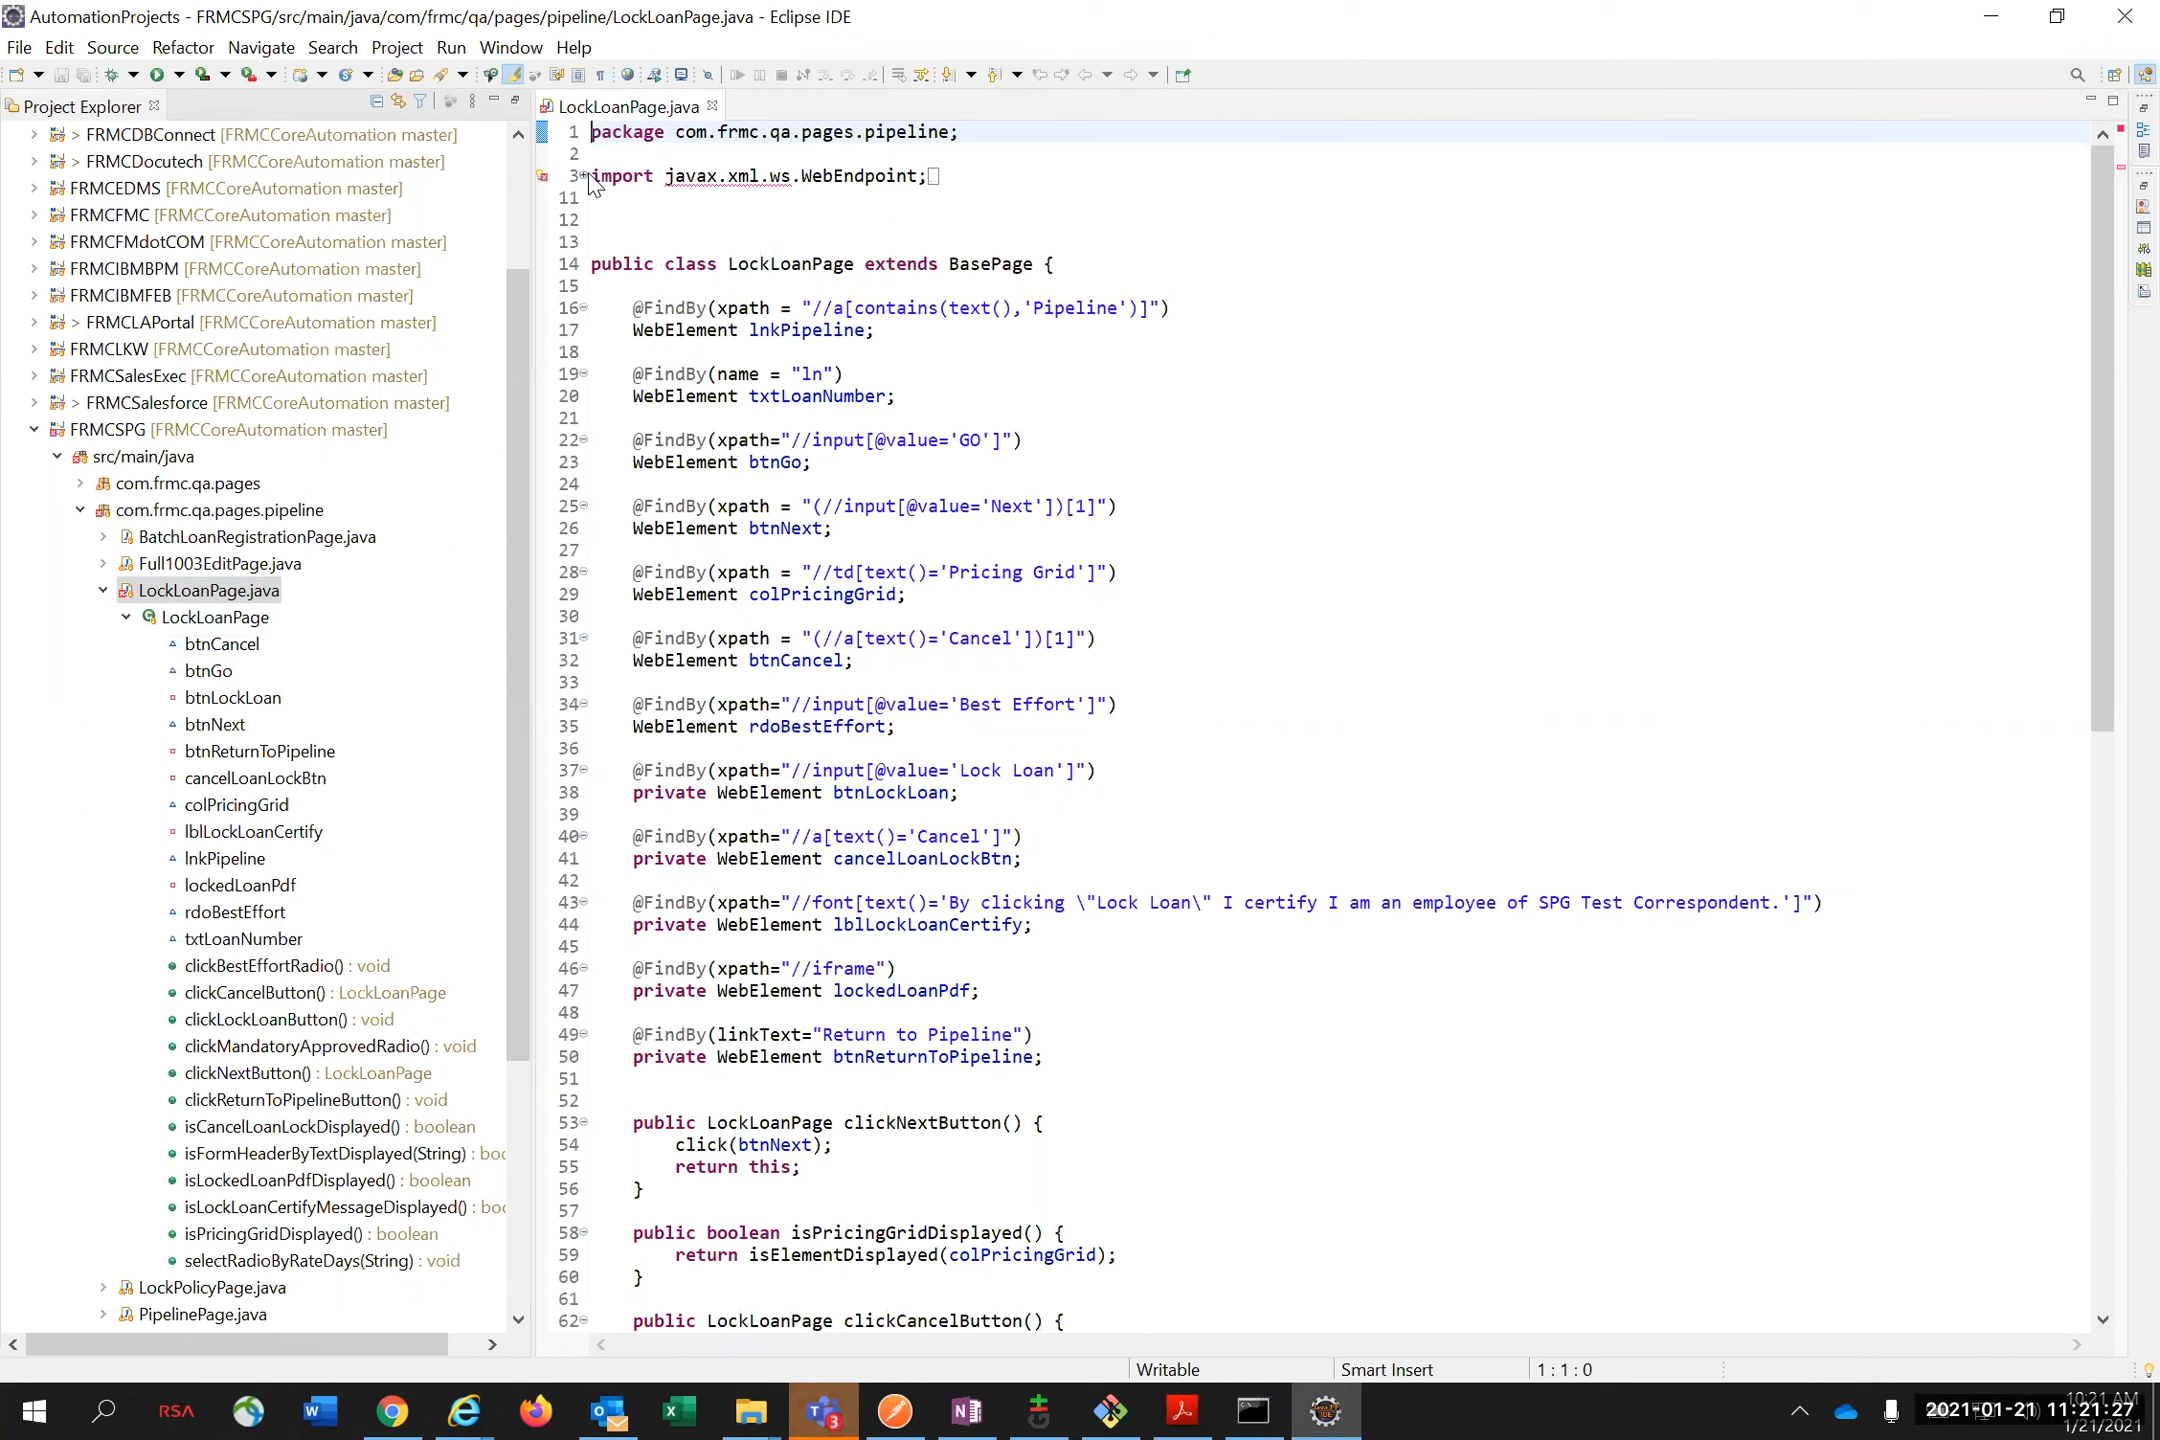 AutomationProjects - FRMCSPG/src/main/java/com/frmc/qa/pages/pipeline/LockLoanPage.java - Eclipse IDE
File Edit Source Refactor Navigate Search Project Run Window Help
Project Explorer
LockLoanPage.java
> FRMCDBConnect [FRMCCoreAutomation master]
> FRMCDocutech [FRMCCoreAutomation master]
FRMCEDMS [FRMCCoreAutomation master]
FRMCFMC [FRMCCoreAutomation master]
FRMCFMdotCOM [FRMCCoreAutomation master]
FRMCIBMBPM [FRMCCoreAutomation master]
FRMCIBMFEB [FRMCCoreAutomation master]
> FRMCLAPortal [FRMCCoreAutomation master]
FRMCLKW [FRMCCoreAutomation master]
FRMCSalesExec [FRMCCoreAutomation master]
> FRMCSalesforce [FRMCCoreAutomation master]
FRMCSPG [FRMCCoreAutomation master]
src/main/java
com.frmc.qa.pages
com.frmc.qa.pages.pipeline
BatchLoanRegistrationPage.java
Full1003EditPage.java
LockLoanPage.java
LockLoanPage
btnCancel
btnGo
btnLockLoan
btnNext
btnReturnToPipeline
cancelLoanLockBtn
colPricingGrid
lblLockLoanCertify
lnkPipeline
lockedLoanPdf
rdoBestEffort
txtLoanNumber
clickBestEffortRadio() : void
clickCancelButton() : LockLoanPage
clickLockLoanButton() : void
clickMandatoryApprovedRadio() : void
clickNextButton() : LockLoanPage
clickReturnToPipelineButton() : void
isCancelLoanLockDisplayed() : boolean
isFormHeaderByTextDisplayed(String) : boo
isLockedLoanPdfDisplayed() : boolean
isLockLoanCertifyMessageDisplayed() : boo
isPricingGridDisplayed() : boolean
selectRadioByRateDays(String) : void
LockPolicyPage.java
PipelinePage.java
1 package com.frmc.qa.pages.pipeline;
2
3 import javax.xml.ws.WebEndpoint;
11
12
13
14 public class LockLoanPage extends BasePage {
15
16 @FindBy(xpath = "//a[contains(text(),'Pipeline')]")
17 WebElement lnkPipeline;
18
19 @FindBy(name = "ln")
20 WebElement txtLoanNumber;
21
22 @FindBy(xpath="//input[@value='GO']")
23 WebElement btnGo;
24
25 @FindBy(xpath = "(//input[@value='Next'])[1]")
26 WebElement btnNext;
27
28 @FindBy(xpath = "//td[text()='Pricing Grid']")
29 WebElement colPricingGrid;
30
31 @FindBy(xpath = "(//a[text()='Cancel'])[1]")
32 WebElement btnCancel;
33
34 @FindBy(xpath="//input[@value='Best Effort']")
35 WebElement rdoBestEffort;
36
37 @FindBy(xpath="//input[@value='Lock Loan']")
38 private WebElement btnLockLoan;
39
40 @FindBy(xpath="//a[text()='Cancel']")
41 private WebElement cancelLoanLockBtn;
42
43 @FindBy(xpath="//font[text()='By clicking \"Lock Loan\" I certify I am an employee of SPG Test Correspondent.']")
44 private WebElement lblLockLoanCertify;
45
46 @FindBy(xpath="//iframe")
47 private WebElement lockedLoanPdf;
48
49 @FindBy(linkText="Return to Pipeline")
50 private WebElement btnReturnToPipeline;
51
52
53 public LockLoanPage clickNextButton() {
54 click(btnNext);
55 return this;
56 }
57
58 public boolean isPricingGridDisplayed() {
59 return isElementDisplayed(colPricingGrid);
60 }
61
62 public LockLoanPage clickCancelButton() {
Writable Smart Insert 1 : 1 : 0
RSA
3
10:21 AM
2021-01-21 11:21:27
1/21/2021